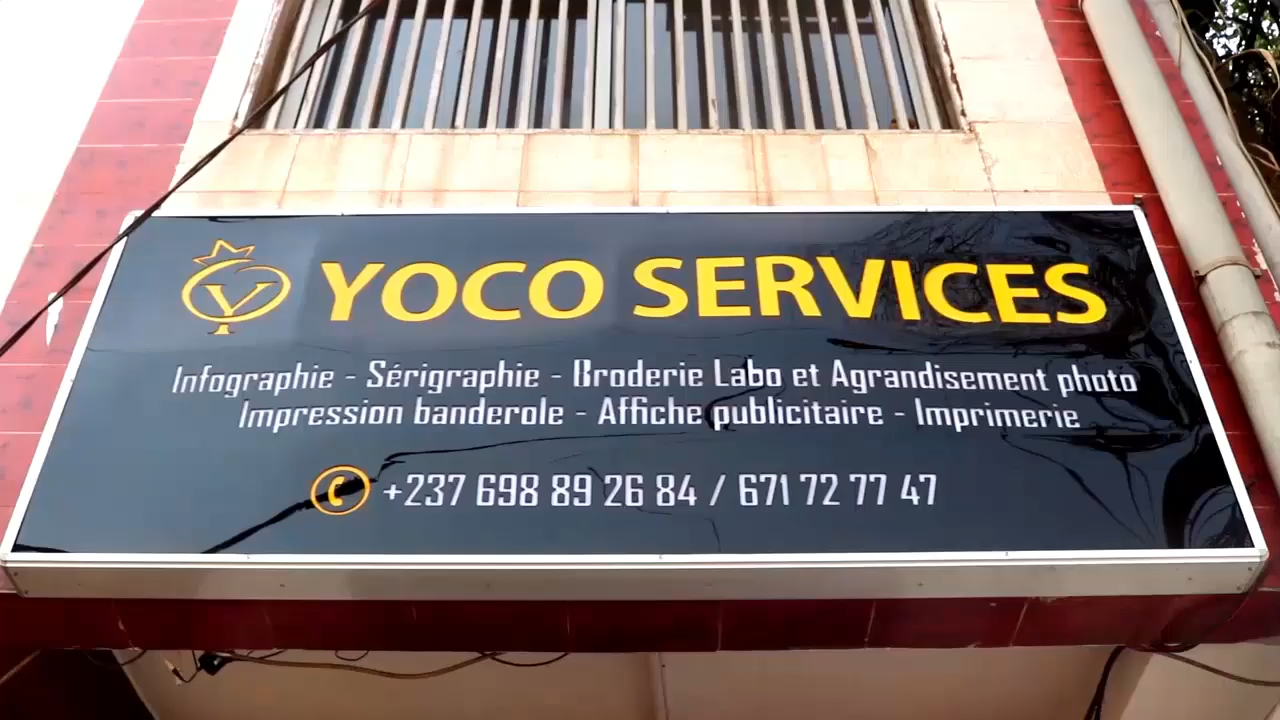 YOCO SERVICES
Infographie - Sérigraphie - Broderie Labo et Agrandisement photo
Impression banderole - Affiche publicitaire - Imprimerie
+237 698 89 26 84 / 671 72 77 47